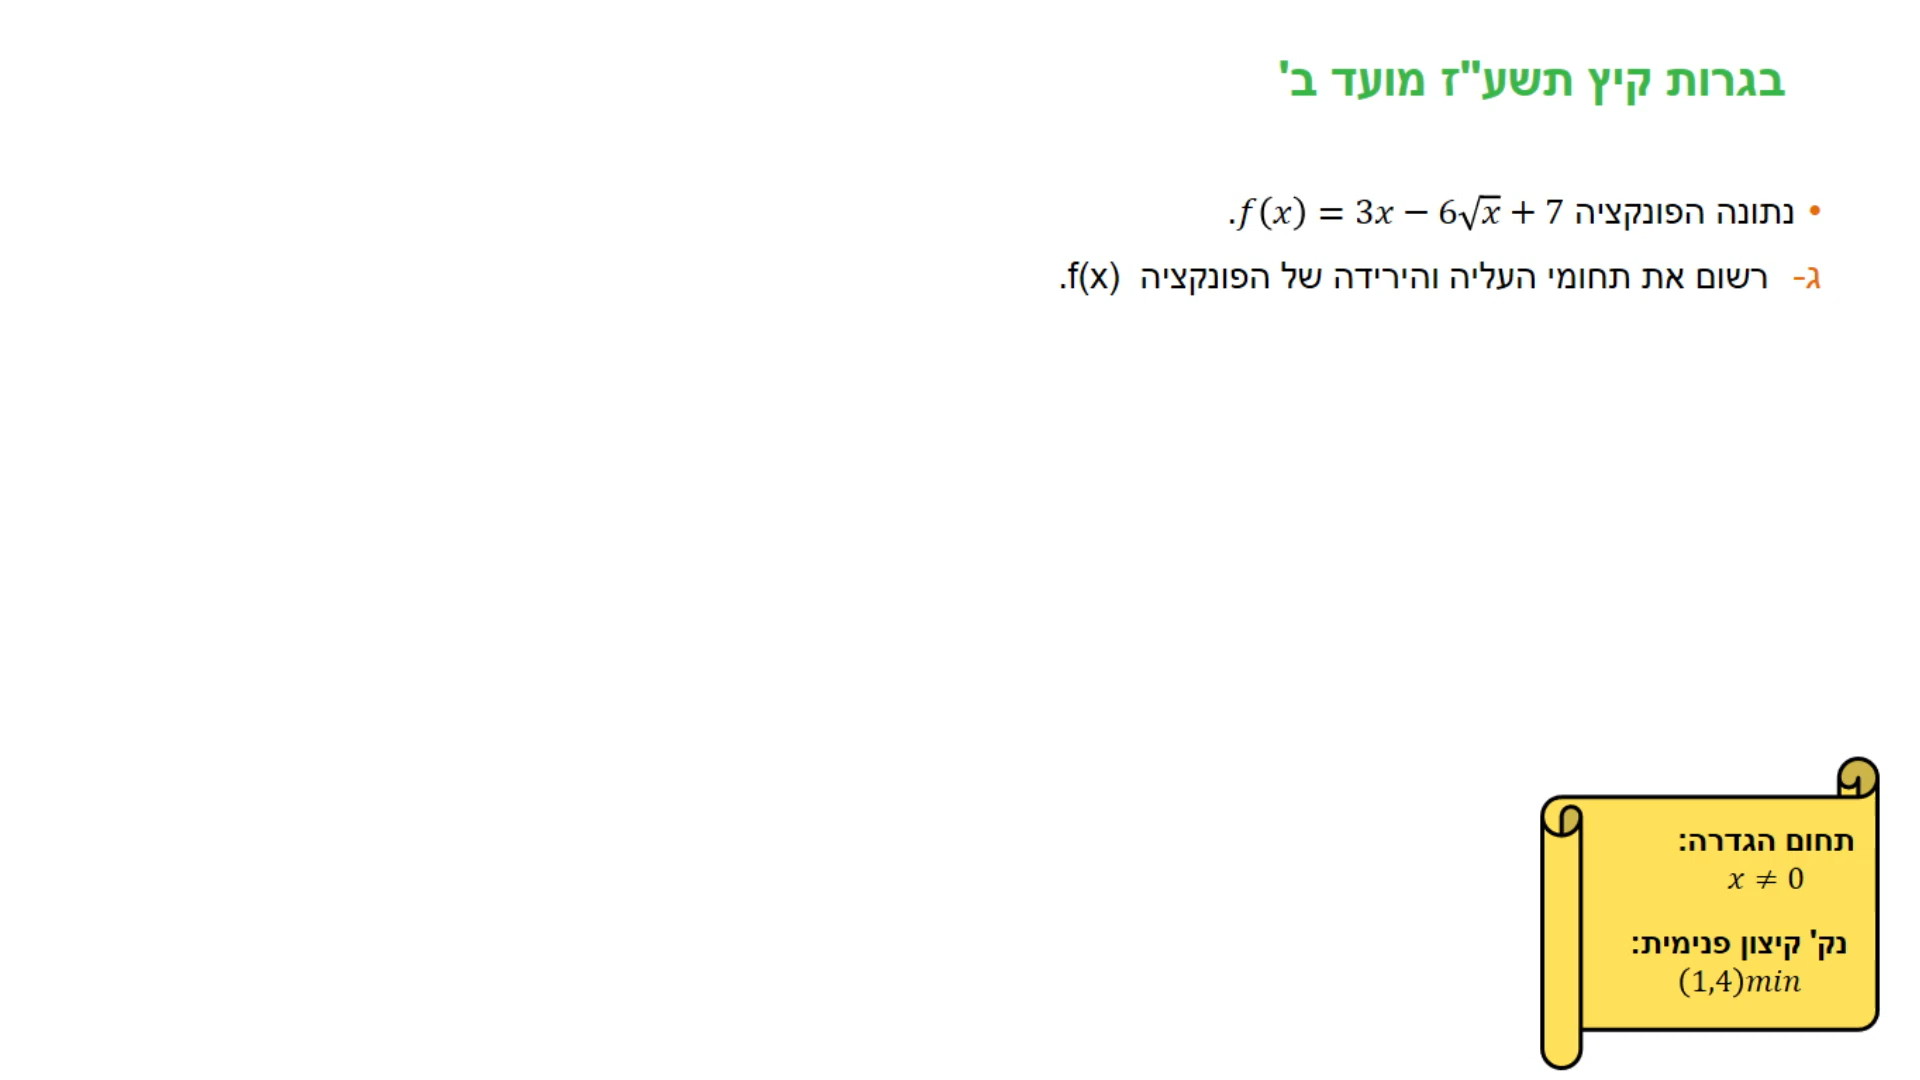 בגרות קיץ תשע"ז מועד ב'
• נתונה הפונקציה f(x) = 3x − 6√x + 7.
ג- רשום את תחומי העליה והירידה של הפונקציה f(x).
תחום הגדרה:
x ≠ 0
נק' קיצון פנימית:
(1,4)min